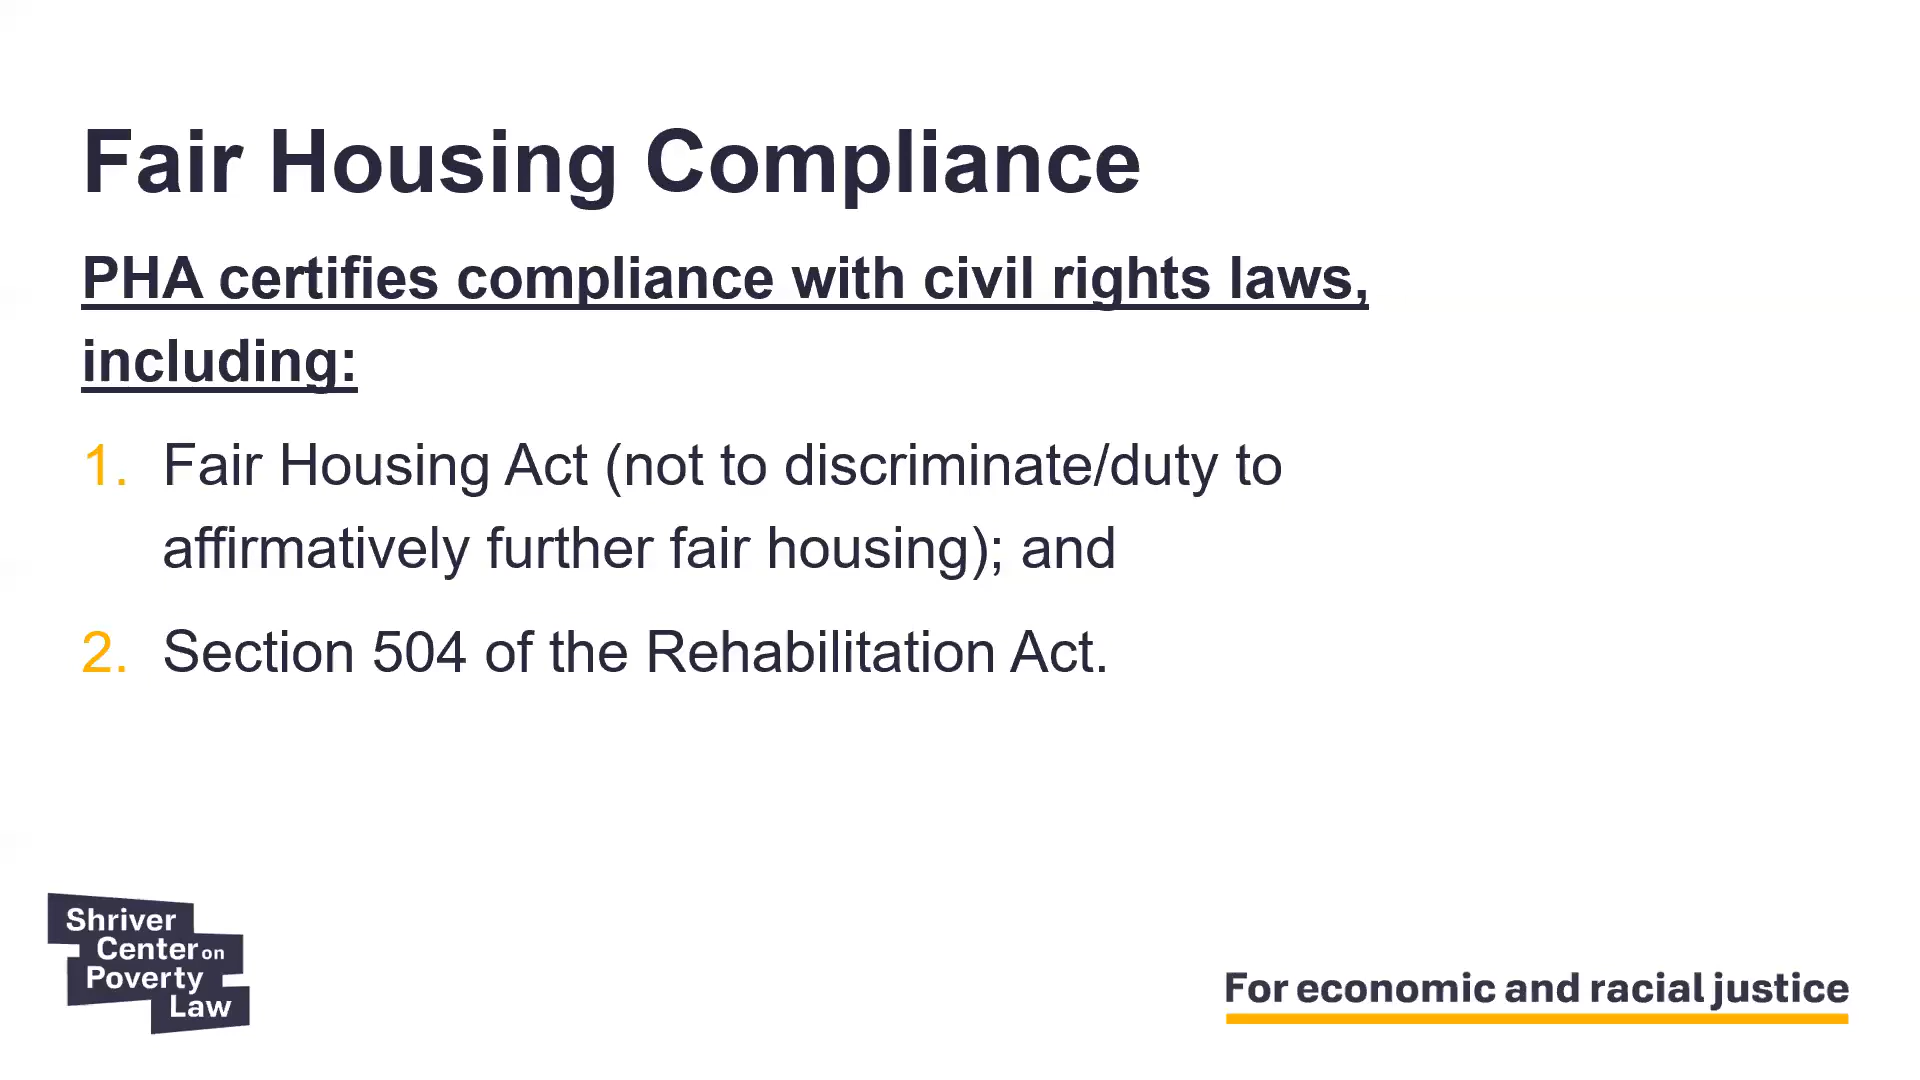 Fair Housing Compliance
PHA certifies compliance with civil rights laws,
including:
1. Fair Housing Act (not to discriminate/duty to
affirmatively further fair housing); and
2. Section 504 of the Rehabilitation Act.
Shriver
Center on
Poverty
Law
For economic and racial justice